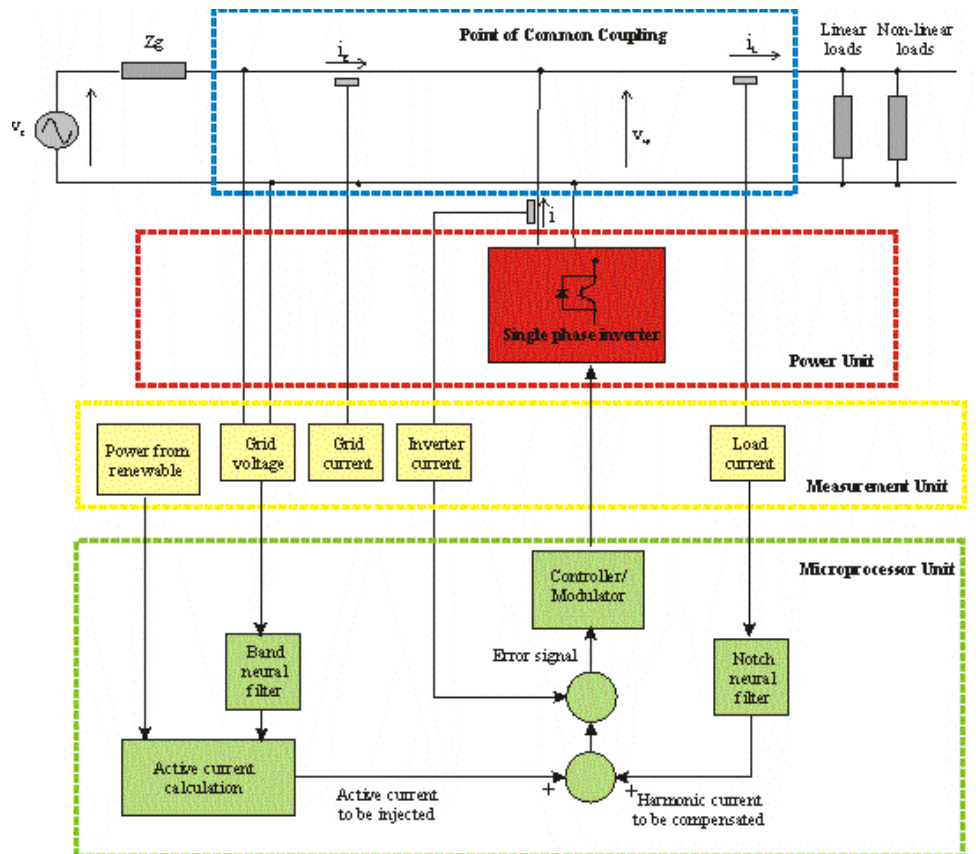 Point of Common Coupling
Zg
i
g
i
L
Linear
loads
Non-linear
loads
v
v
i
Single phase inverter
Power Unit
Power from
renewable
Grid
voltage
Grid
current
Inverter
current
Load
current
Measurement Unit
Microprocessor Unit
Controller/
Modulator
Band
neural
filter
Error signal
Notch
neural
filter
Active current
calculation
+
+
Active current
to be injected
Harmonic current
to be compensated